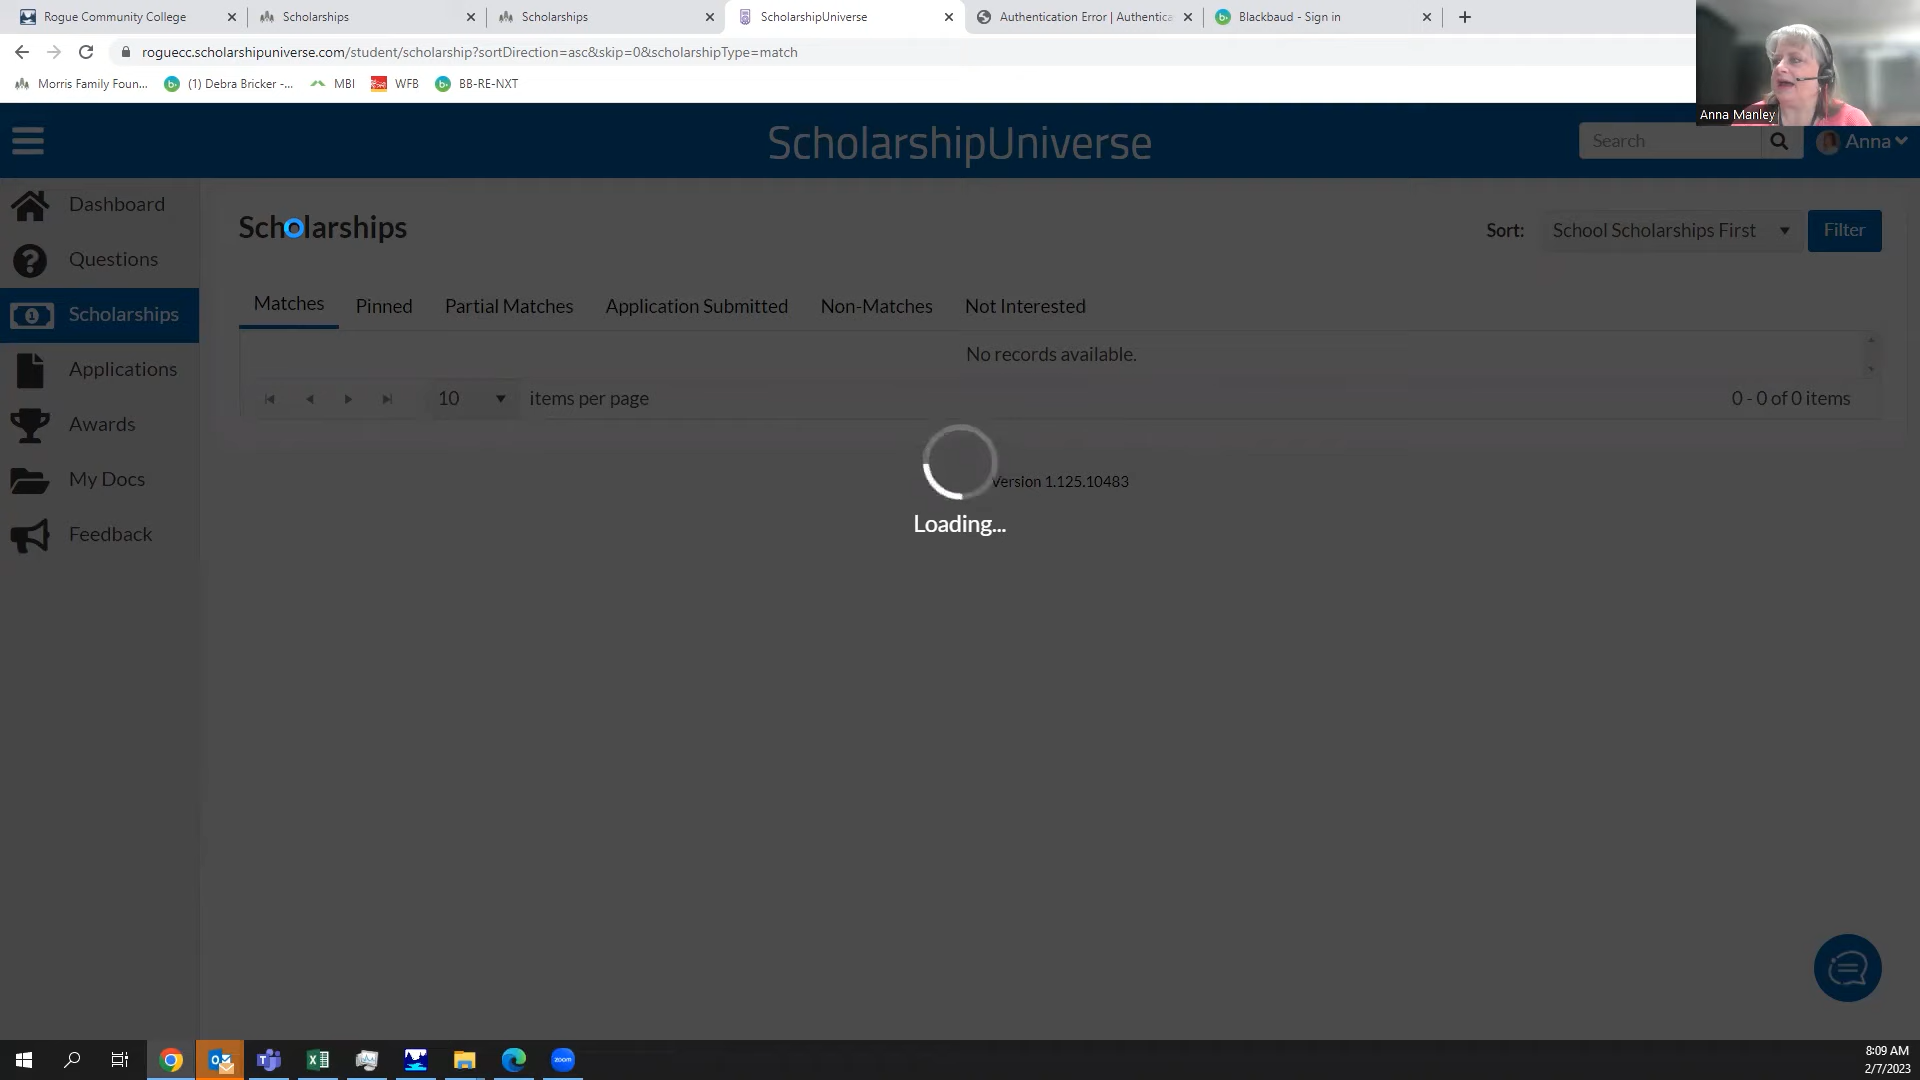 Rogue Community College
Scholarships
Scholarships
ScholarshipUniverse
Authentication Error | Authentica
Blackbaud - Sign in
roguecc.scholarshipuniverse.com/student/scholarship?sortDirection=asc&skip=0&scholarshipType=match
Morris Family Foun...
(1) Debra Bricker -...
MBI
WFB
BB-RE-NXT
Anna Manley
ScholarshipUniverse
Search
Anna
Dashboard
Questions
Scholarships
Applications
Awards
My Docs
Feedback
Scholarships
Sort:
School Scholarships First
Filter
Matches
Pinned
Partial Matches
Application Submitted
Non-Matches
Not Interested
No records available.
10
items per page
0 - 0 of 0 items
Version 1.125.10483
Loading...
zoom
8:09 AM
2/7/2023